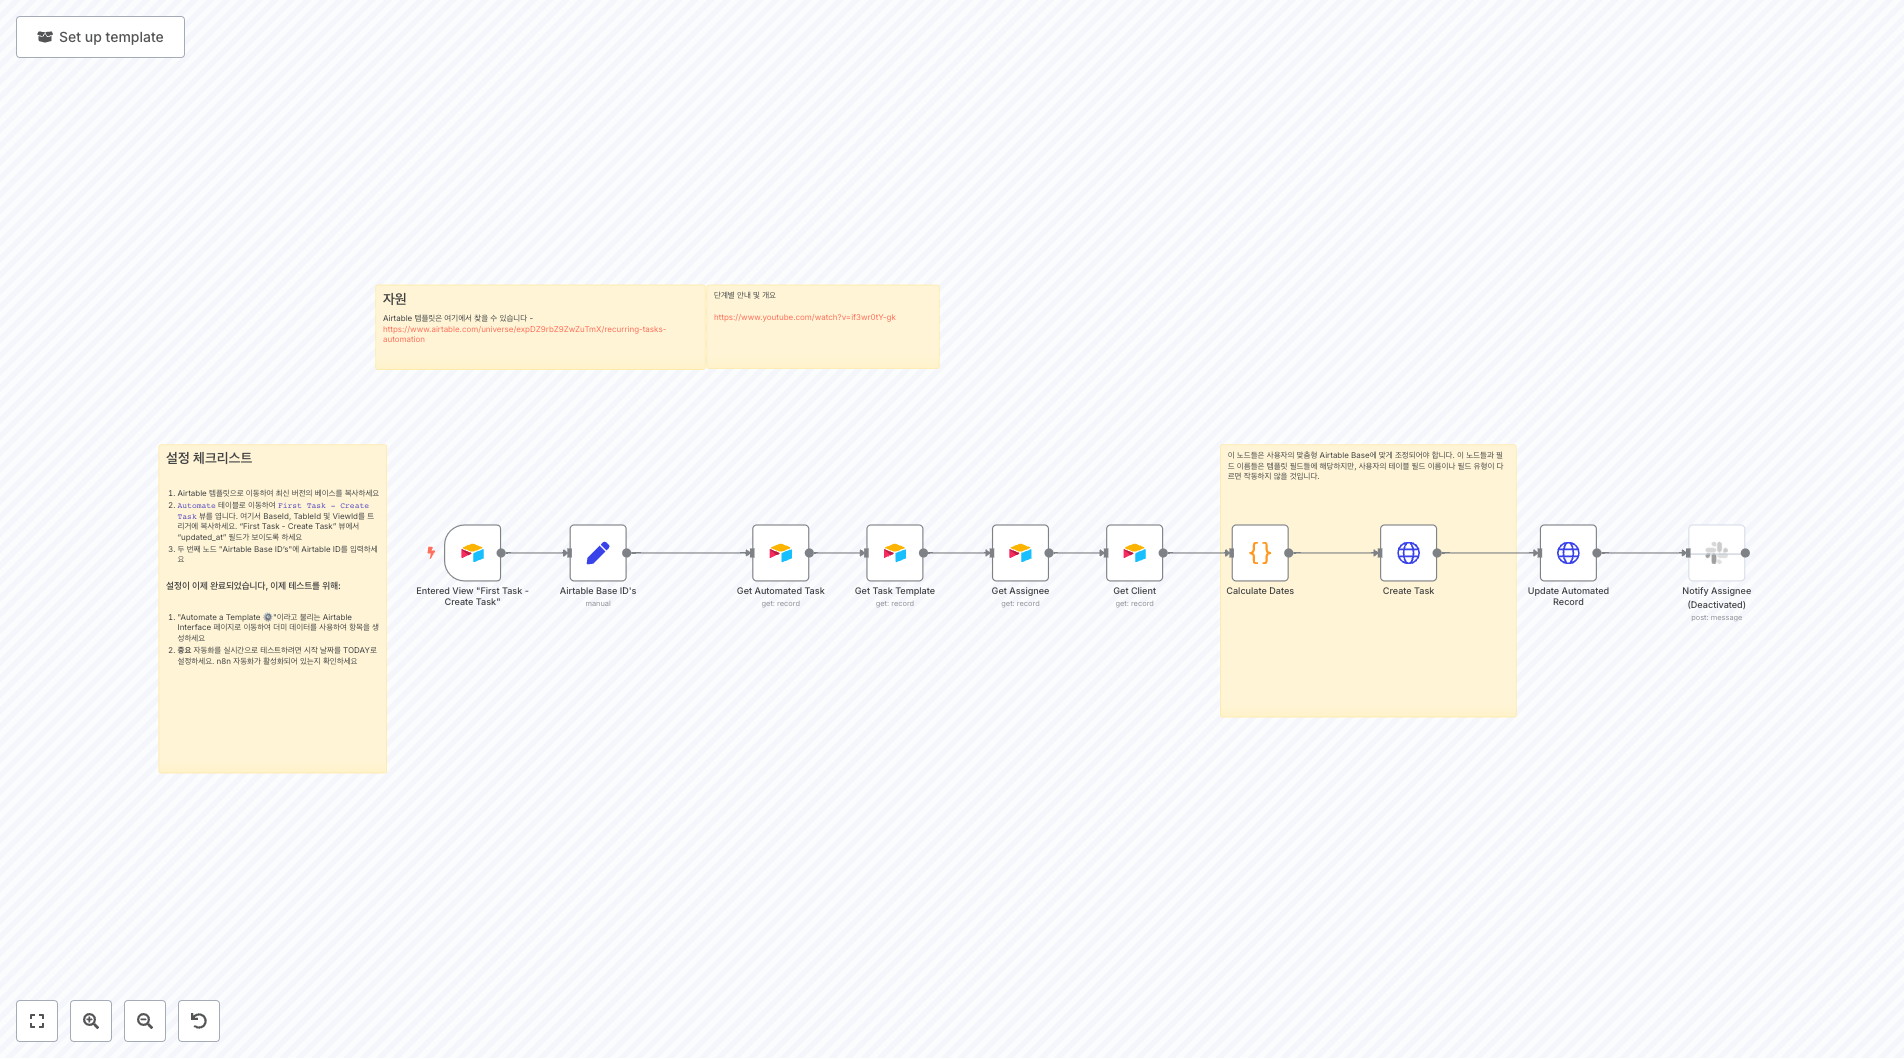 Set up template
자원
Airtable 템플릿은 여기에서 찾을 수 있습니다 -
https://www.airtable.com/universe/expDZ9rbZ9ZwZuTmX/recurring-tasks-
automation
단계별 안내 및 개요
https://www.youtube.com/watch?v=if3wr0tY-gk
설정 체크리스트
1. Airtable 템플릿으로 이동하여 최신 버전의 베이스를 복사하세요
2. Automate 테이블로 이동하여 First Task - Create
Task 뷰를 엽니다. 여기서 BaseId, TableId 및 ViewId를 트
리거에 복사하세요. "First Task - Create Task" 뷰에서
"updated_at" 필드가 보이도록 하세요
3. 두 번째 노드 "Airtable Base ID's"에 Airtable ID를 입력하세
요
설정이 이제 완료되었습니다, 이제 테스트를 위해:
1. "Automate a Template ⚙️"이라고 불리는 Airtable
Interface 페이지로 이동하여 더미 데이터를 사용하여 항목을 생
성하세요
2. 중요 자동화를 실시간으로 테스트하려면 시작 날짜를 TODAY로
설정하세요. n8n 자동화가 활성화되어 있는지 확인하세요
이 노드들은 사용자의 맞춤형 Airtable Base에 맞게 조정되어야 합니다. 이 노드들과 필
드 이름들은 템플릿 필드들에 해당하지만, 사용자의 테이블 필드 이름이나 필드 유형이 다
르면 작동하지 않을 것입니다.
Entered View "First Task -
Create Task"
Airtable Base ID's
manual
Get Automated Task
get: record
Get Task Template
get: record
Get Assignee
get: record
Get Client
get: record
Calculate Dates
Create Task
Update Automated
Record
Notify Assignee
(Deactivated)
post: message